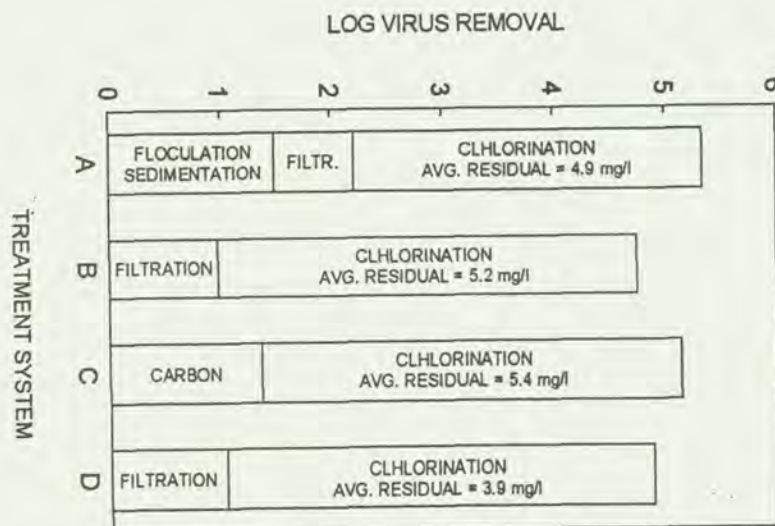 LOG VIRUS REMOVAL
0 1 2 3 4 5 6
A
FLOCULATION
SEDIMENTATION
FILTR.
CLHLORINATION
AVG. RESIDUAL = 4.9 mg/l
B
FILTRATION
CLHLORINATION
AVG. RESIDUAL = 5.2 mg/l
C
CARBON
CLHLORINATION
AVG. RESIDUAL = 5.4 mg/l
D
FILTRATION
CLHLORINATION
AVG. RESIDUAL = 3.9 mg/l
TREATMENT SYSTEM